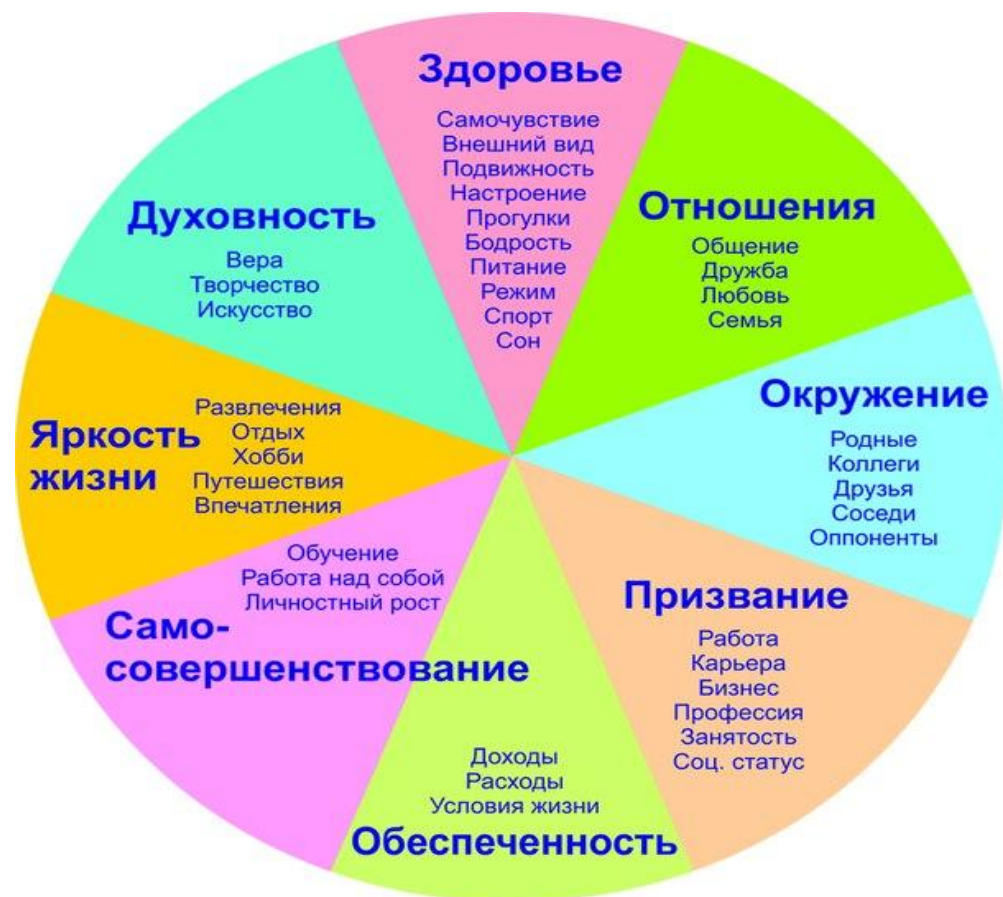 Здоровье
Самочувствие
Внешний вид
Подвижность
Настроение
Прогулки
Бодрость
Питание
Режим
Спорт
Сон
Отношения
Общение
Дружба
Любовь
Семья
Окружение
Родные
Коллеги
Друзья
Соседи
Оппоненты
Призвание
Работа
Карьера
Бизнес
Профессия
Занятость
Соц. статус
Доходы
Расходы
Условия жизни
Обеспеченность
Обучение
Работа над собой
Личностный рост
Само-
совершенствование
Яркость
жизни
Развлечения
Отдых
Хобби
Путешествия
Впечатления
Духовность
Вера
Творчество
Искусство